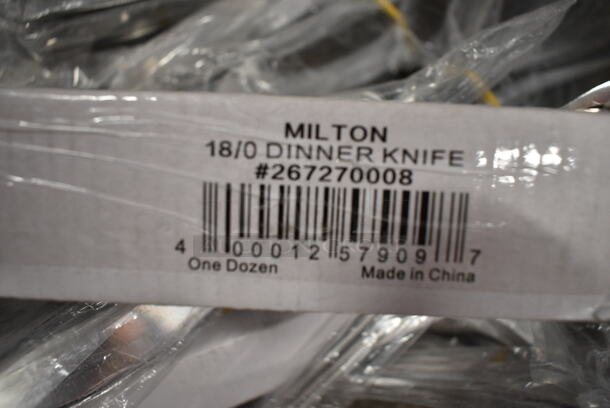 MILTON
18/0 DINNER KNIFE
#267270008
4 00012 57909 7
One Dozen Made in China